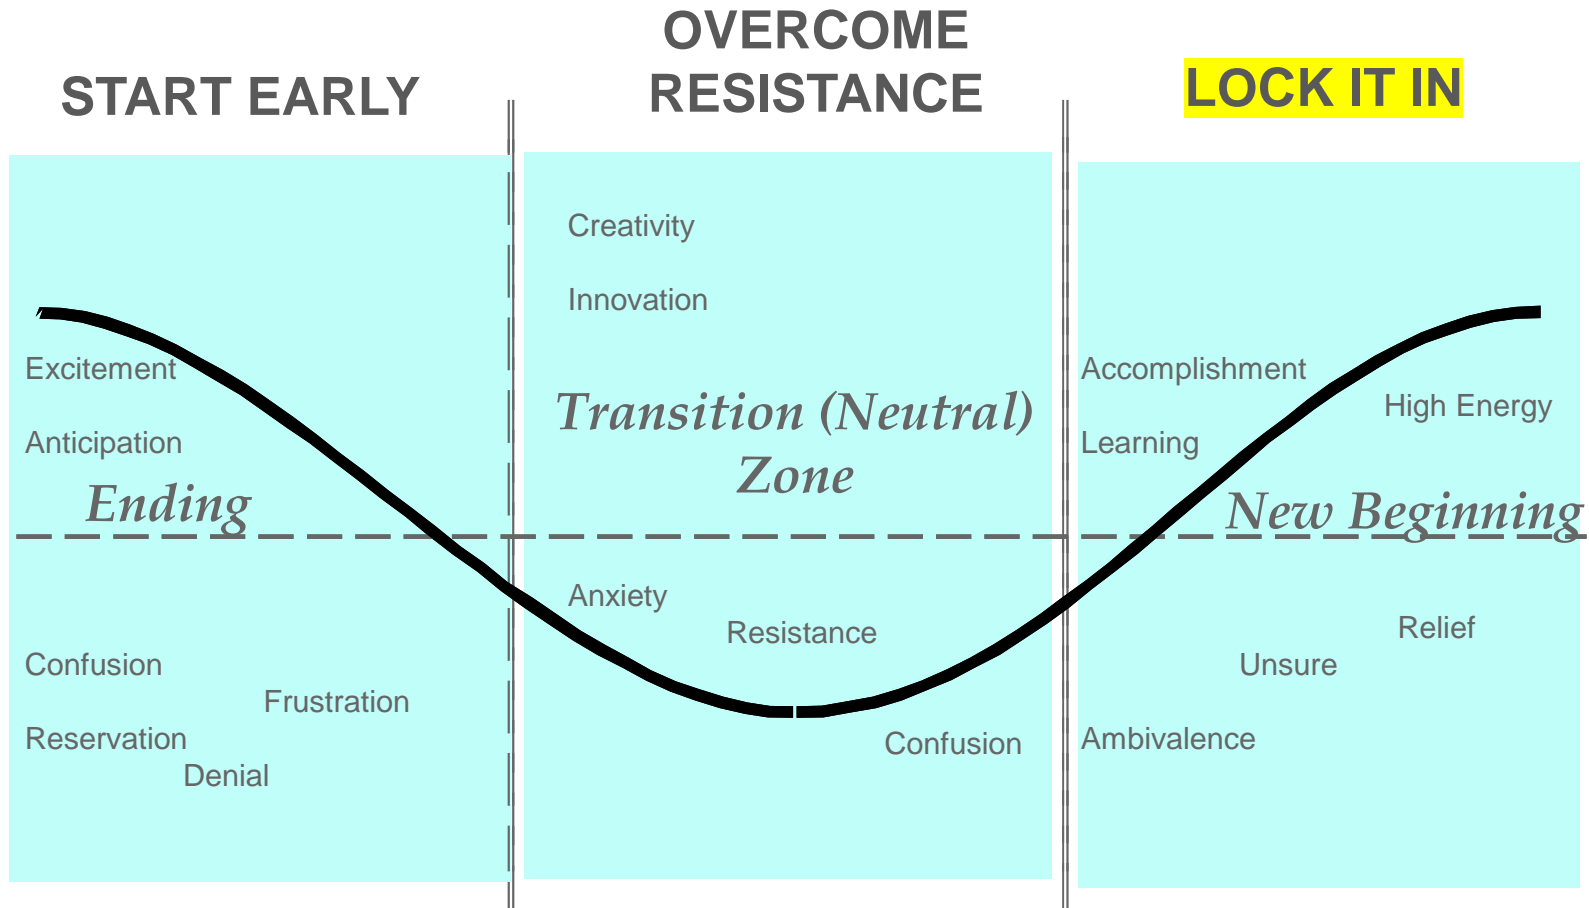 START EARLY
OVERCOME
RESISTANCE
LOCK IT IN
Excitement
Anticipation
Ending
Confusion
Frustration
Reservation
Denial
Creativity
Innovation
Transition (Neutral)
Zone
Anxiety
Resistance
Confusion
Accomplishment
High Energy
Learning
New Beginning
Relief
Unsure
Ambivalence